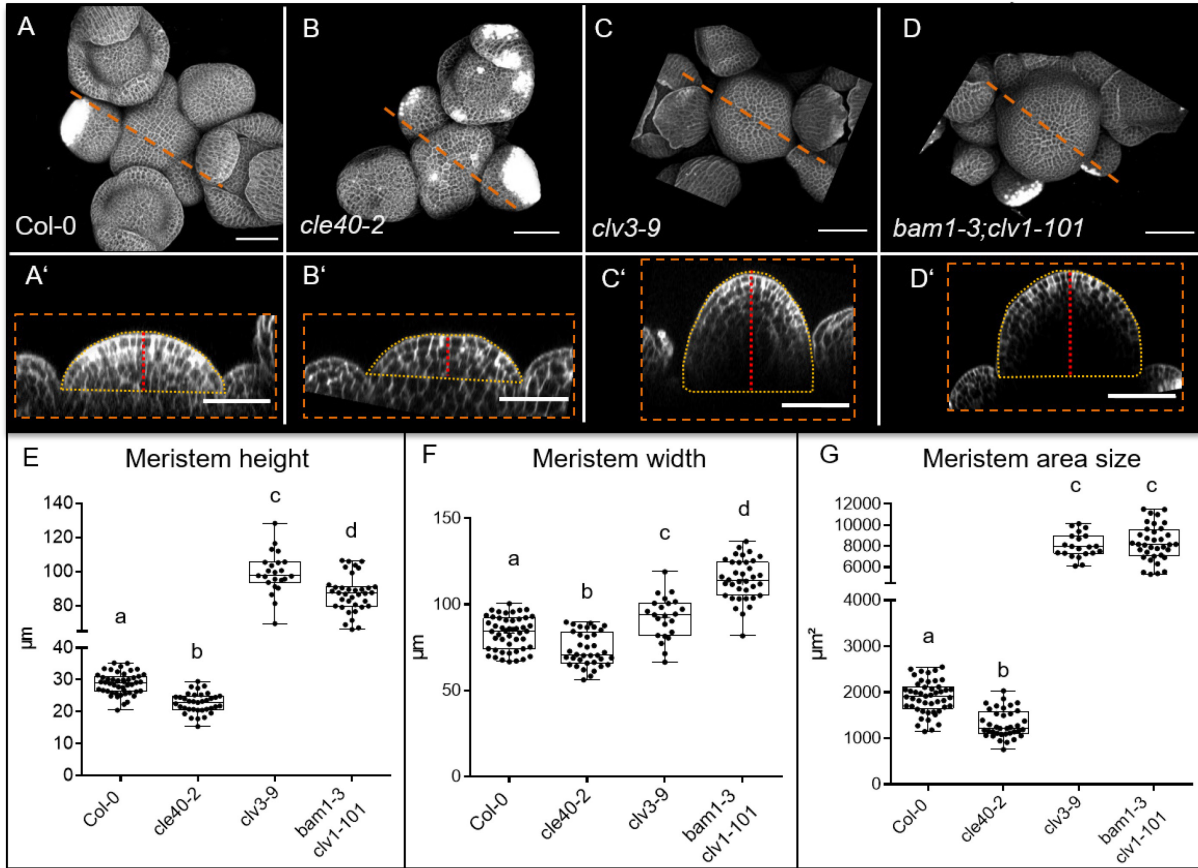 A
B
C
D
Col-0
cle40-2
clv3-9
bam1-3;clv1-101
A‘
B‘
C‘
D‘
E
Meristem height
F
Meristem width
G
Meristem area size
140
120
100
80
60
40
30
20
10
0
µm
a
b
c
d
Col-0
cle40-2
clv3-9
bam1-3
clv1-101
150
100
50
0
µm
a
b
c
d
Col-0
cle40-2
clv3-9
bam1-3
clv1-101
12000
10000
8000
6000
4000
3000
2000
1000
0
µm²
a
b
c
c
Col-0
cle40-2
clv3-9
bam1-3
clv1-101